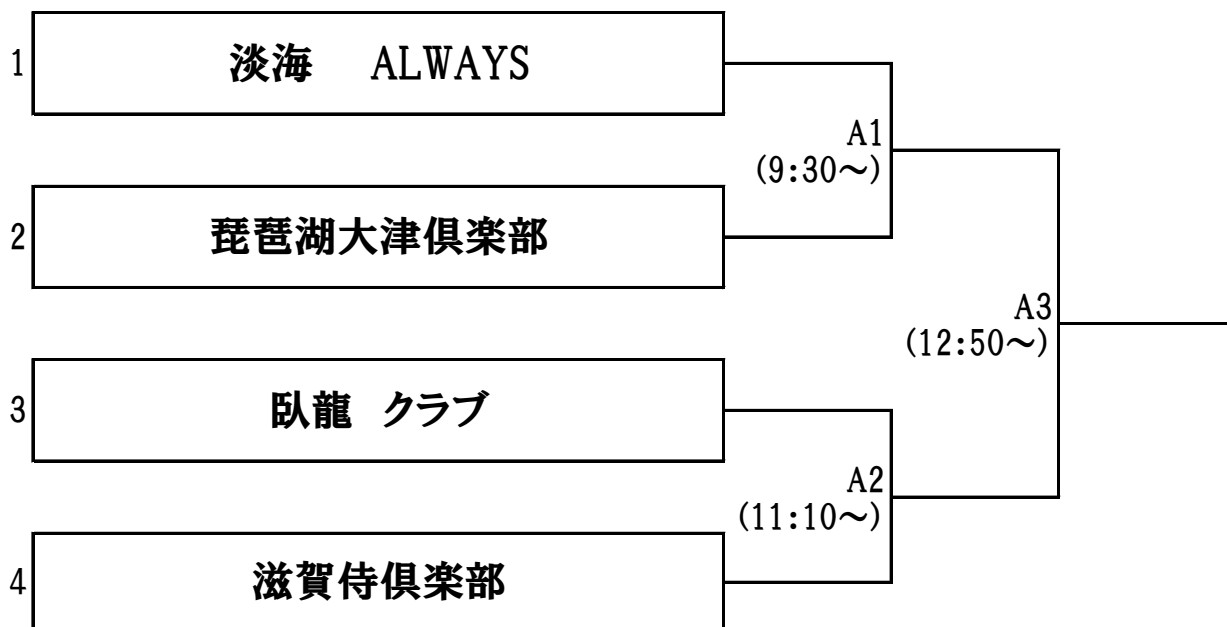 1 淡海 ALWAYS
A1
(9:30～)
2 琵琶湖大津倶楽部
A3
(12:50～)
3 臥龍 クラブ
A2
(11:10～)
4 滋賀侍倶楽部